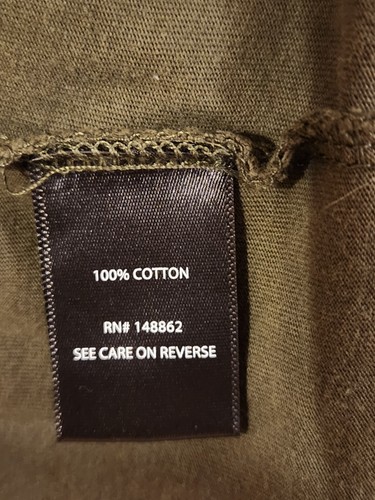 100% COTTON
RN# 148862
SEE CARE ON REVERSE